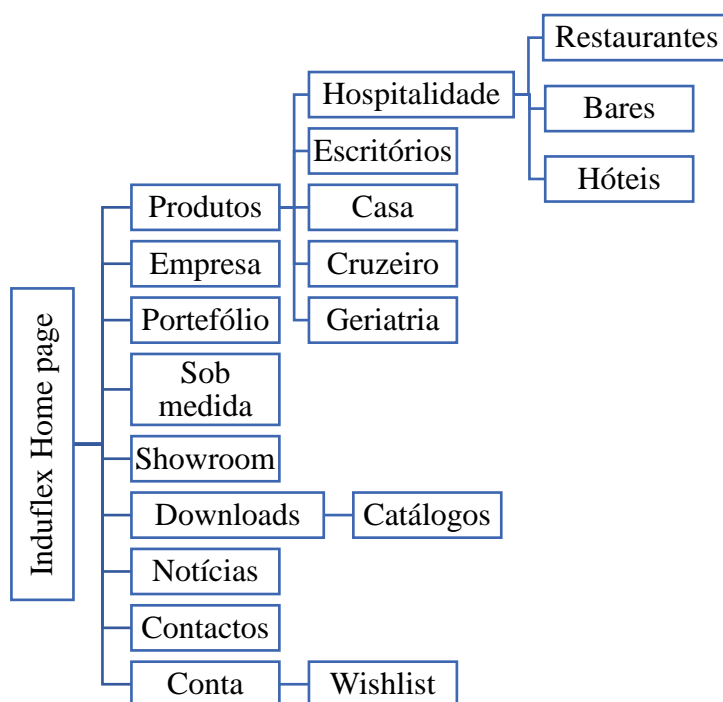 Induflex Home page
Produtos
Hospitalidade
Restaurantes
Bares
Hóteis
Escritórios
Casa
Cruzeiro
Geriatria
Empresa
Portefólio
Sob
medida
Showroom
Downloads
Catálogos
Notícias
Contactos
Conta
Wishlist